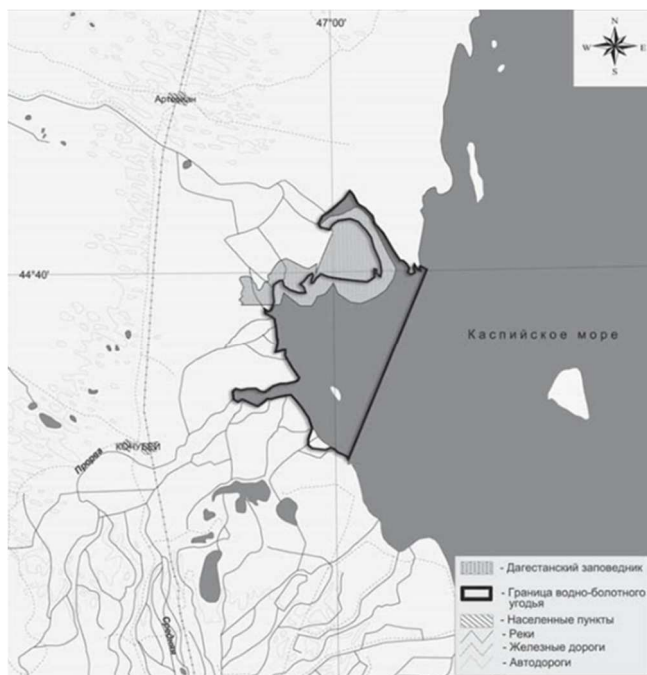 47°00'
N
W E
S
Артезиан
44°40'
Каспийское море
Прорва
КОЧУБЕЙ
Средняя
- Дагестанский заповедник
- Граница водно-болотного
угодья
- Населенные пункты
- Реки
- Железные дороги
- Автодороги